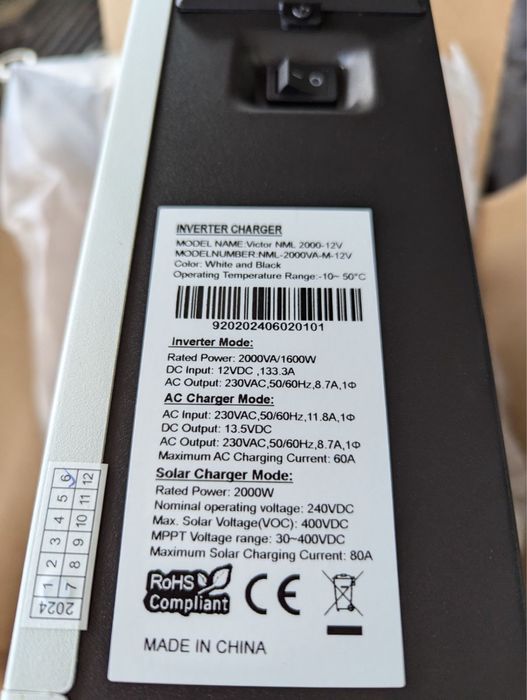 INVERTER CHARGER
MODEL NAME:Victor NML 2000-12V
MODELNUMBER:NML-2000VA-M-12V
Color: White and Black
Operating Temperature Range:-10~ 50°C
920202406020101
Inverter Mode:
Rated Power: 2000VA/1600W
DC Input: 12VDC ,133.3A
AC Output: 230VAC,50/60Hz,8.7A,1Φ
AC Charger Mode:
AC Input: 230VAC,50/60Hz,11.8A,1Φ
DC Output: 13.5VDC
AC Output: 230VAC,50/60Hz,8.7A,1Φ
Maximum AC Charging Current: 60A
Solar Charger Mode:
Rated Power: 2000W
Nominal operating voltage: 240VDC
Max. Solar Voltage(VOC): 400VDC
MPPT Voltage range: 30~400VDC
Maximum Solar Charging Current: 80A
RoHS
Compliant
CE
MADE IN CHINA
2024
1 2 3 4 5 6
7 8 9 10 11 12